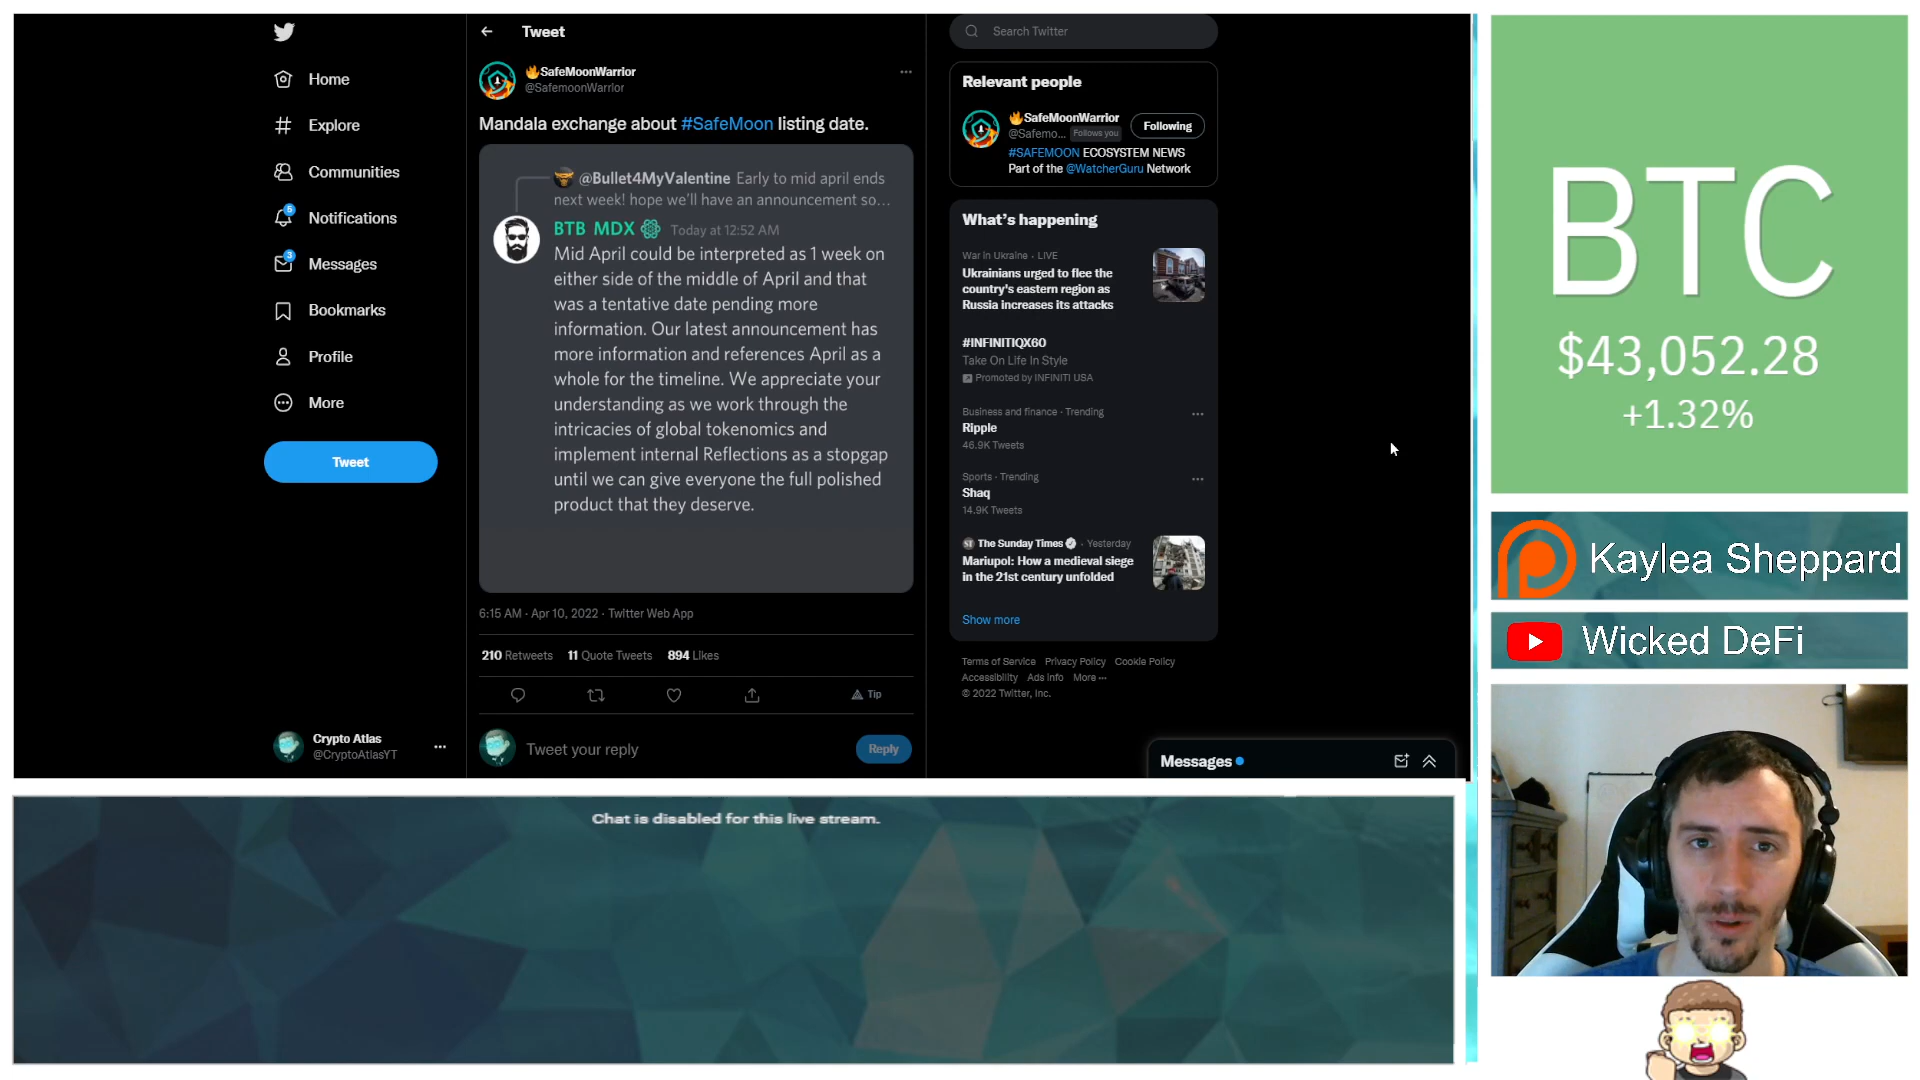 Home
Explore
Communities
5
Notifications
3
Messages
Bookmarks
Profile
More
Tweet
Crypto Atlas
@CryptoAtlasYT
Tweet
🔥SafeMoonWarrior
@SafemoonWarrior
Mandala exchange about #SafeMoon listing date.
@Bullet4MyValentine Early to mid april ends
next week! hope we'll have an announcement so...
BTB MDX Today at 12:52 AM
Mid April could be interpreted as 1 week on
either side of the middle of April and that
was a tentative date pending more
information. Our latest announcement has
more information and references April as a
whole for the timeline. We appreciate your
understanding as we work through the
intricacies of global tokenomics and
implement internal Reflections as a stopgap
until we can give everyone the full polished
product that they deserve.
6:15 AM · Apr 10, 2022 · Twitter Web App
210 Retweets 11 Quote Tweets 894 Likes
Tip
Tweet your reply
Reply
Search Twitter
Relevant people
🔥SafeMoonWarrior
@Safemo... Follows you
Following
#SAFEMOON ECOSYSTEM NEWS
Part of the @WatcherGuru Network
What's happening
War in Ukraine · LIVE
Ukrainians urged to flee the
country's eastern region as
Russia increases its attacks
#INFINITIQX60
Take On Life In Style
Promoted by INFINITI USA
Business and finance · Trending
Ripple
46.9K Tweets
Sports · Trending
Shaq
14.9K Tweets
The Sunday Times · Yesterday
Mariupol: How a medieval siege
in the 21st century unfolded
Show more
Terms of Service Privacy Policy Cookie Policy
Accessibility Ads info More ···
© 2022 Twitter, Inc.
Messages
BTC
$43,052.28
+1.32%
Kaylea Sheppard
Wicked DeFi
Chat is disabled for this live stream.